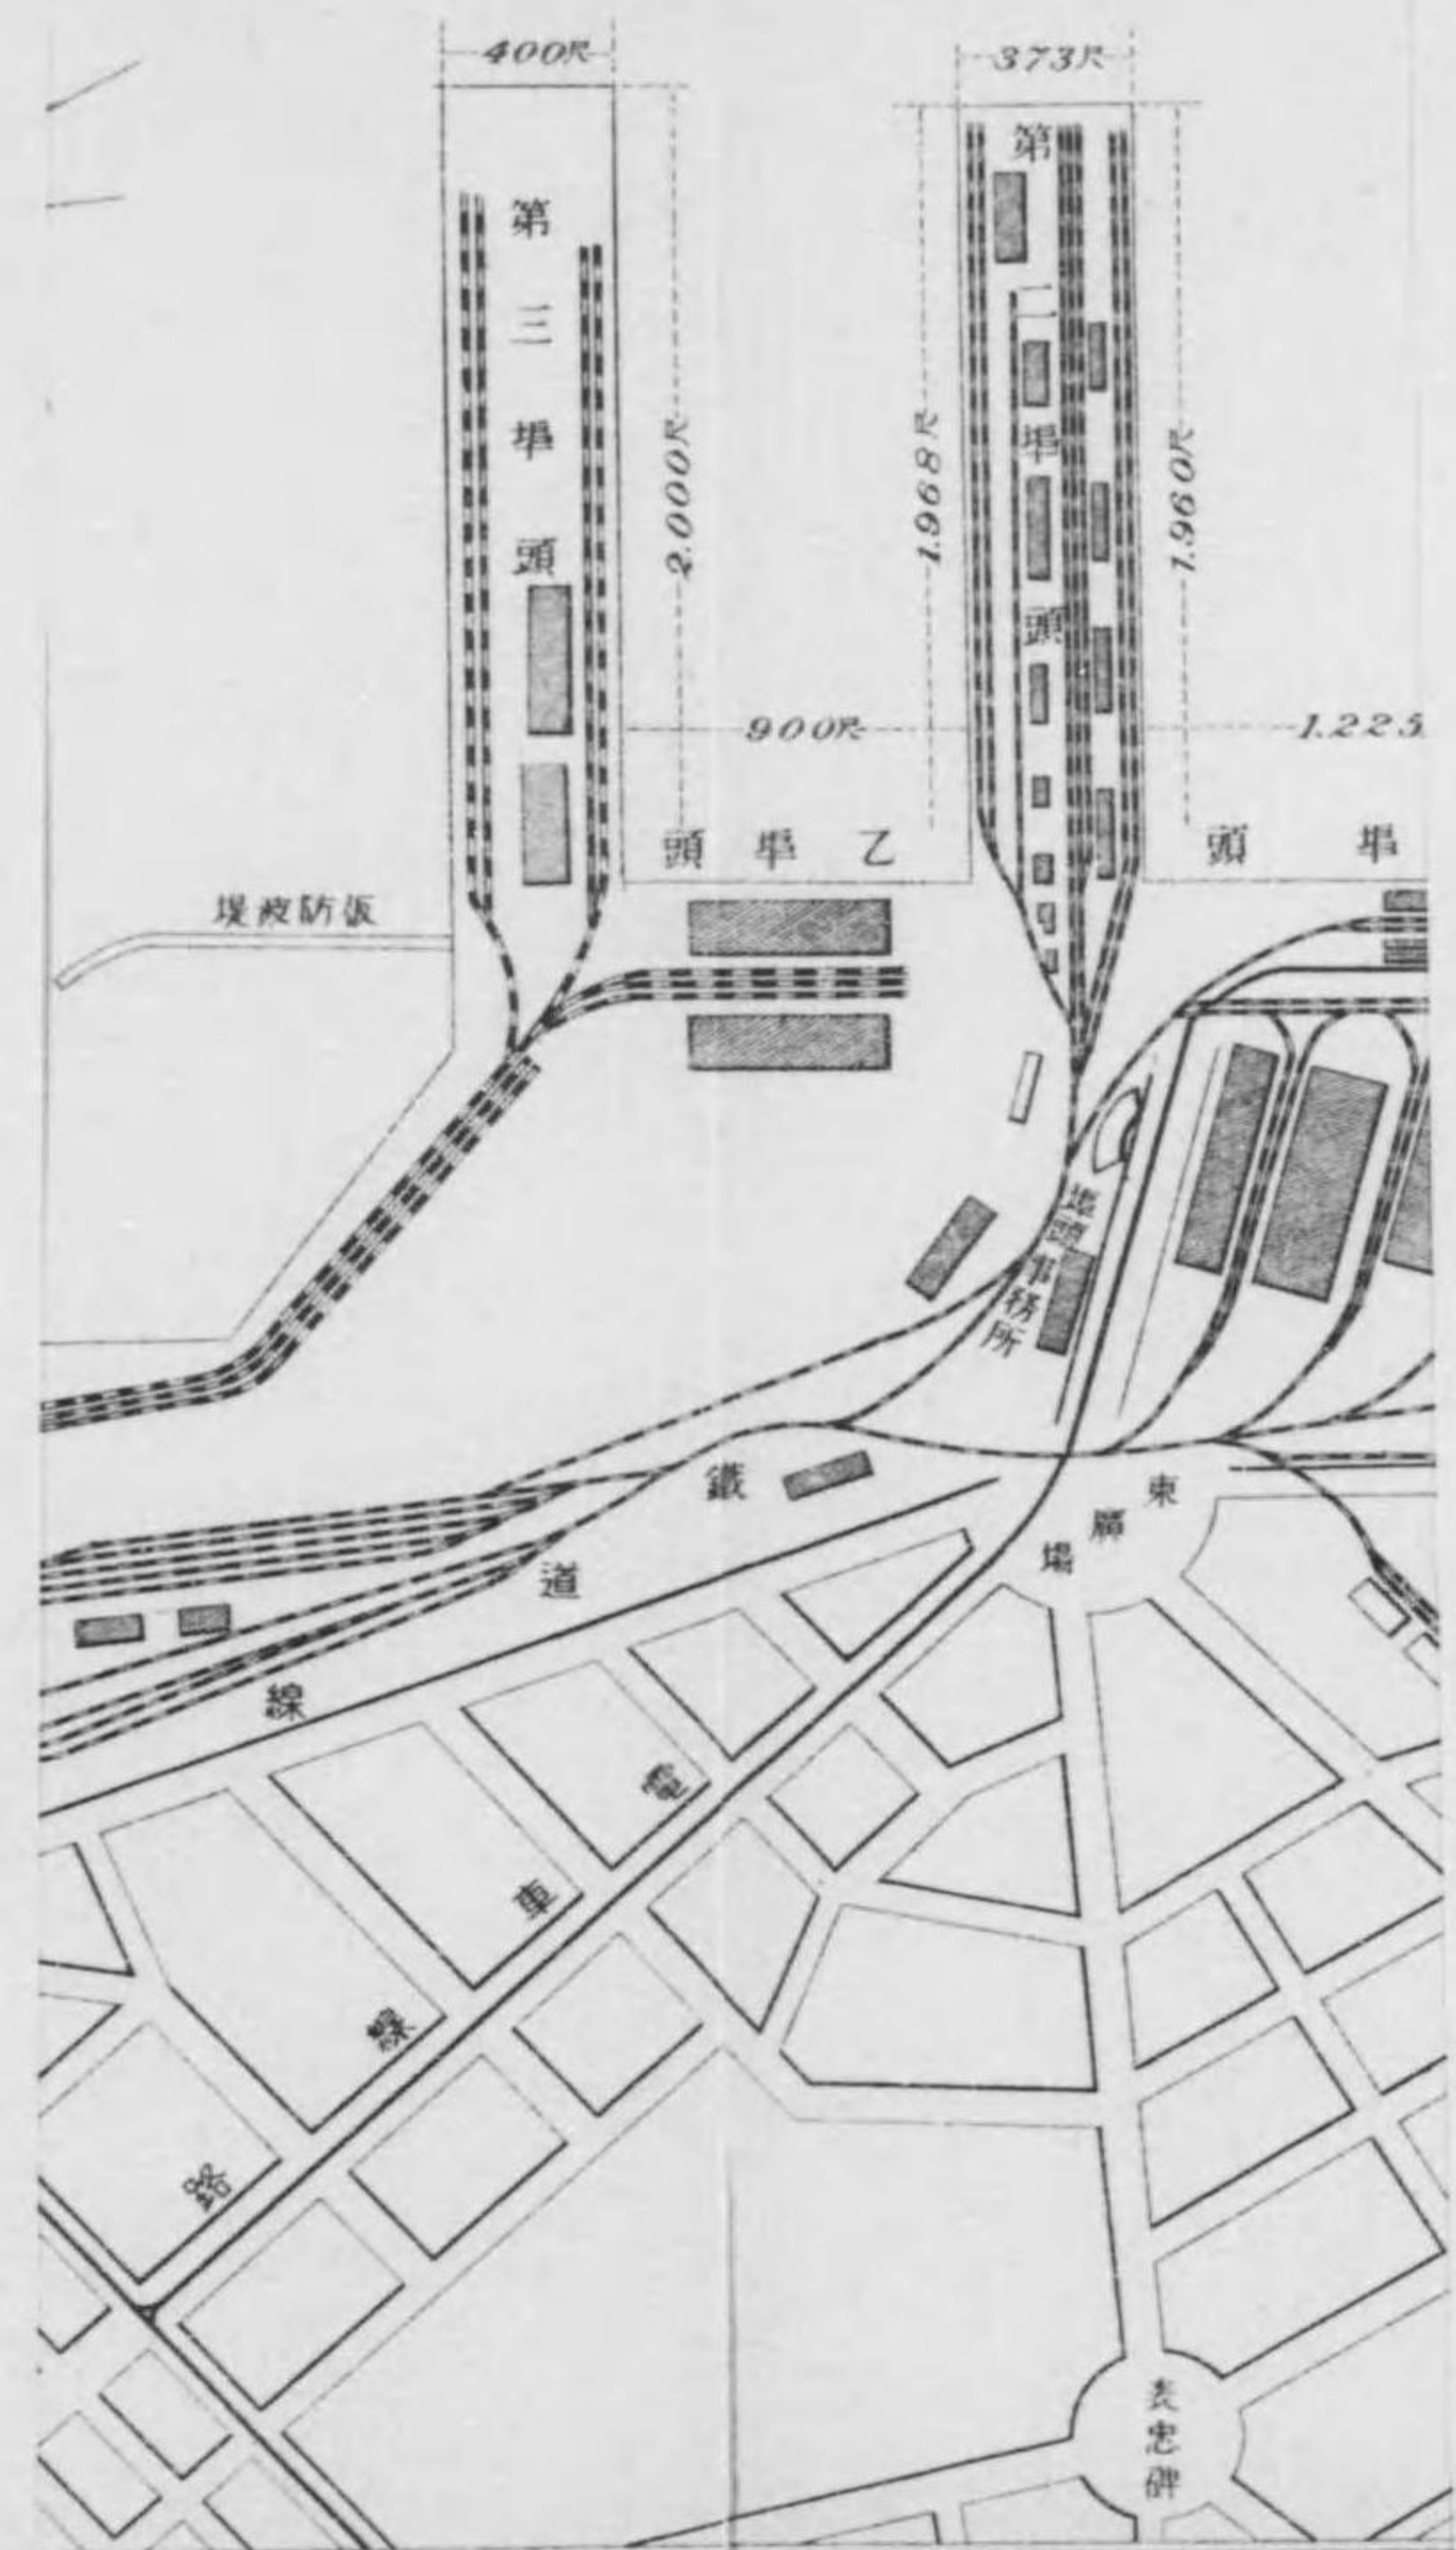 400尺
373尺
第三埠頭
第二埠頭
2.000尺
1.968尺
1.960尺
900尺
1.225
乙埠頭
埠頭
仮防波堤
埠頭事務所
鐵道線
東廣場
電車線路
表忠碑